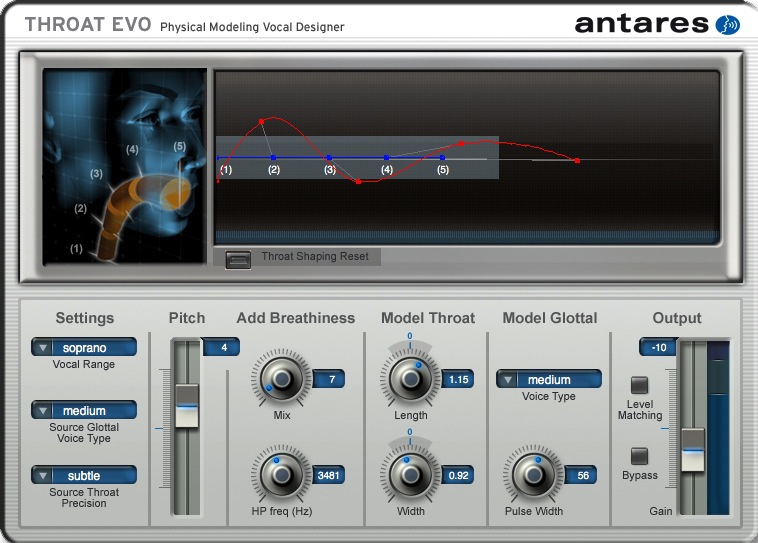 THROAT EVO Physical Modeling Vocal Designer
antares
(5)
(4)
(3)
(2)
(1)
(1) (2) (3) (4) (5)
Throat Shaping Reset
Settings Pitch Add Breathiness Model Throat Model Glottal Output
soprano
Vocal Range
medium
Source Glottal
Voice Type
subtle
Source Throat
Precision
4
7
Mix
3481
HP freq (Hz)
0
1.15
Length
0
0.92
Width
medium
Voice Type
56
Pulse Width
-10
Level
Matching
Bypass
Gain